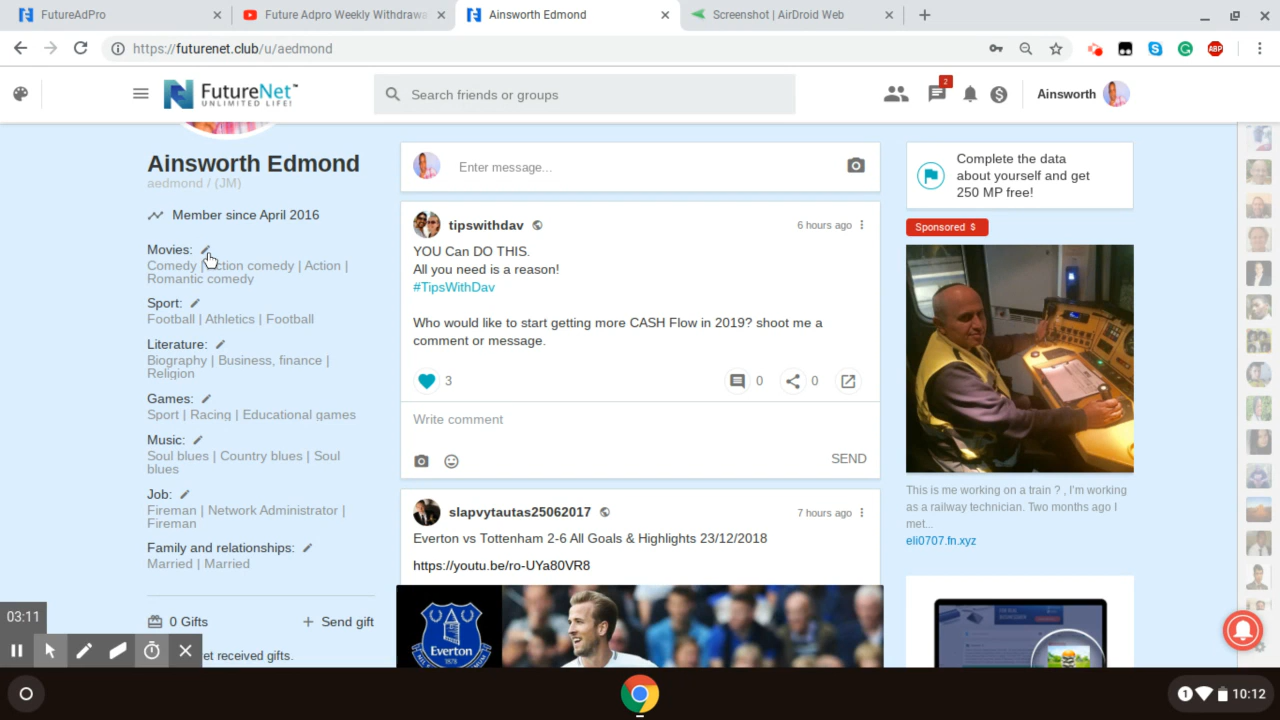 FutureAdPro
Future Adpro Weekly Withdrawa
Ainsworth Edmond
Screenshot | AirDroid Web
https://futurenet.club/u/aedmond
ABP
FutureNet™
UNLIMITED LIFE!
Search friends or groups
2
Ainsworth
Ainsworth Edmond
aedmond / (JM)
Member since April 2016
Movies:
Comedy | Action comedy | Action |
Romantic comedy
Sport:
Football | Athletics | Football
Literature:
Biography | Business, finance |
Religion
Games:
Sport | Racing | Educational games
Music:
Soul blues | Country blues | Soul
blues
Job:
Fireman | Network Administrator |
Fireman
Family and relationships:
Married | Married
0 Gifts
Send gift
et received gifts.
03:11
Enter message...
tipswithdav
6 hours ago
YOU Can DO THIS.
All you need is a reason!
#TipsWithDav
Who would like to start getting more CASH Flow in 2019? shoot me a
comment or message.
3
0
0
Write comment
SEND
slapvytautas25062017
7 hours ago
Everton vs Tottenham 2-6 All Goals & Highlights 23/12/2018
https://youtu.be/ro-UYa80VR8
Everton
1878
Complete the data
about yourself and get
250 MP free!
Sponsored $
This is me working on a train ? , I'm working
as a railway technician. Two months ago I
met...
eli0707.fn.xyz
1
10:12